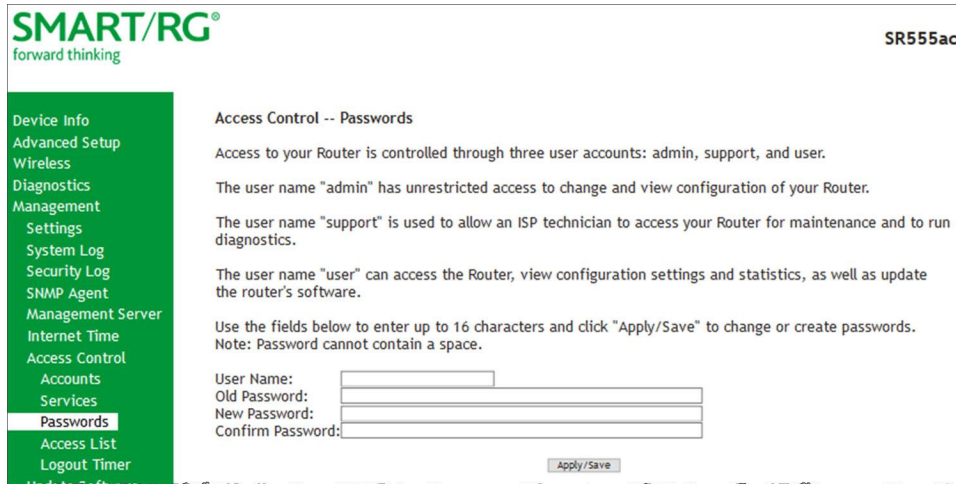 SMART/RG®
forward thinking
SR555ac
Device Info
Advanced Setup
Wireless
Diagnostics
Management
Settings
System Log
Security Log
SNMP Agent
Management Server
Internet Time
Access Control
Accounts
Services
Passwords
Access List
Logout Timer
Access Control -- Passwords
Access to your Router is controlled through three user accounts: admin, support, and user.
The user name "admin" has unrestricted access to change and view configuration of your Router.
The user name "support" is used to allow an ISP technician to access your Router for maintenance and to run
diagnostics.
The user name "user" can access the Router, view configuration settings and statistics, as well as update
the router's software.
Use the fields below to enter up to 16 characters and click "Apply/Save" to change or create passwords.
Note: Password cannot contain a space.
User Name:
Old Password:
New Password:
Confirm Password:
Apply/Save